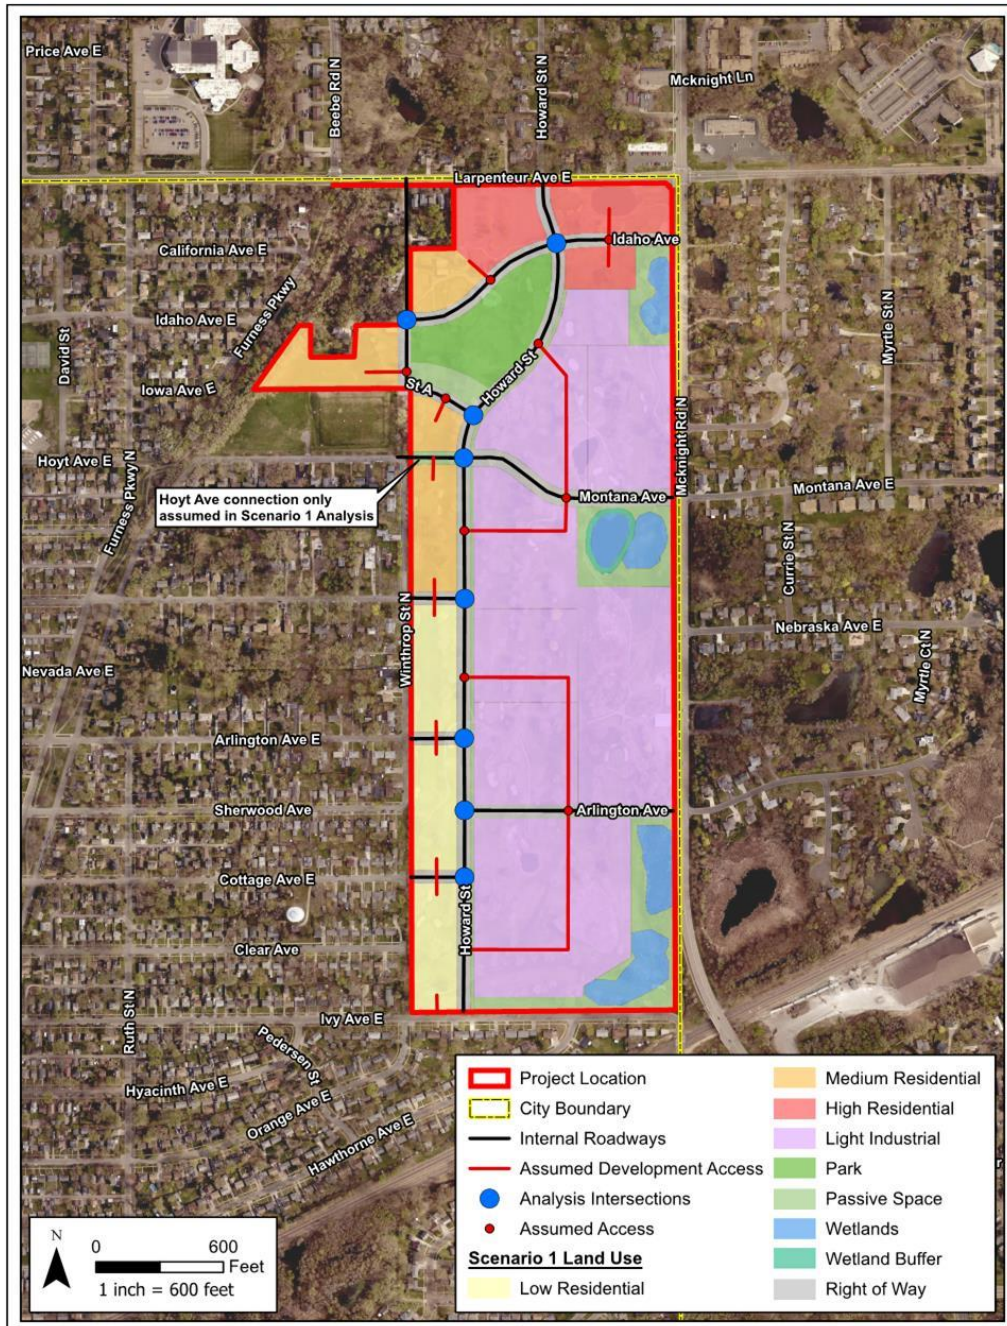 Price Ave E
Beebe Rd N
Howard St N
Mcknight Ln
Larpenteur Ave E
California Ave E
Idaho Ave
Furness Pkwy
Idaho Ave E
David St
Myrtle St N
Iowa Ave E
St A
Howard St
Mcknight Rd N
Hoyt Ave E
Furness Pkwy N
Montana Ave E
Hoyt Ave connection only
assumed in Scenario 1 Analysis
Montana Ave
Currie St N
Winthrop St N
Nebraska Ave E
Myrtle Ct N
Nevada Ave E
Arlington Ave E
Sherwood Ave
Arlington Ave
Cottage Ave E
Howard St
Clear Ave
Ruth St N
Ivy Ave E
Pedersen St
Hyacinth Ave E
Orange Ave E
Hawthorne Ave E
Project Location
City Boundary
Internal Roadways
Assumed Development Access
Analysis Intersections
Assumed Access
Scenario 1 Land Use
Low Residential
Medium Residential
High Residential
Light Industrial
Park
Passive Space
Wetlands
Wetland Buffer
Right of Way
N
0 600
Feet
1 inch = 600 feet